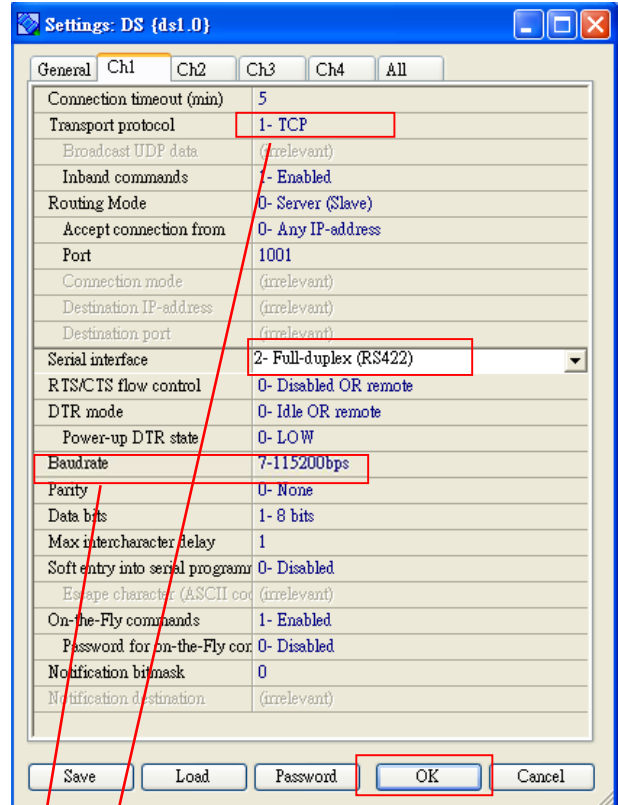 Settings: DS {ds1.0}
General Ch1 Ch2 Ch3 Ch4 All
Connection timeout (min) 5
Transport protocol 1- TCP
Broadcast UDP data (irrelevant)
Inband commands 1- Enabled
Routing Mode 0- Server (Slave)
Accept connection from 0- Any IP-address
Port 1001
Connection mode (irrelevant)
Destination IP-address (irrelevant)
Destination port (irrelevant)
Serial interface 2- Full-duplex (RS422)
RTS/CTS flow control 0- Disabled OR remote
DTR mode 0- Idle OR remote
Power-up DTR state 0- LOW
Baudrate 7-115200bps
Parity 0- None
Data bits 1- 8 bits
Max intercharacter delay 1
Soft entry into serial programm 0- Disabled
Escape character (ASCII cod (irrelevant)
On-the-Fly commands 1- Enabled
Password for on-the-Fly com 0- Disabled
Notification bitmask 0
Notification destination (irrelevant)
Save Load Password OK Cancel